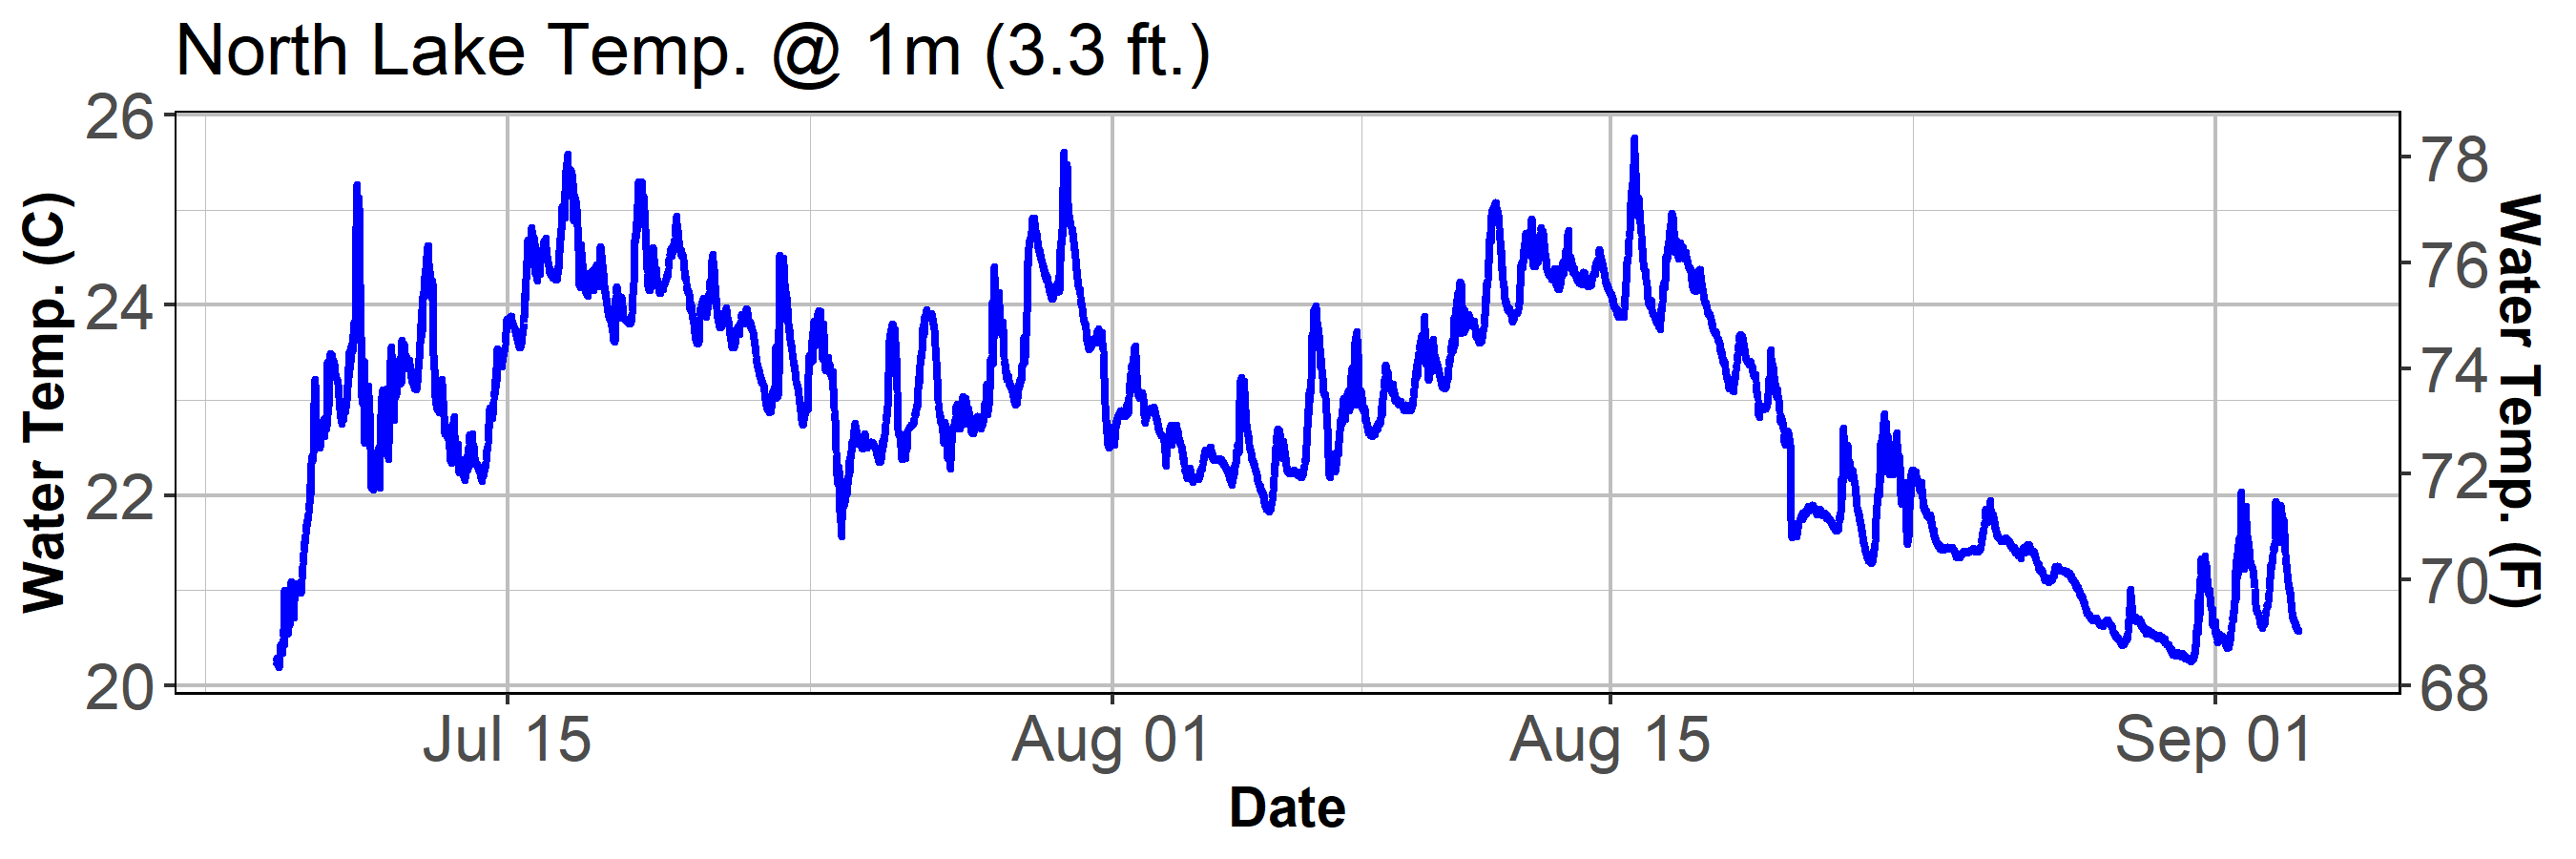 North Lake Temp. @ 1m (3.3 ft.)
Water Temp. (C)
26
24
22
20
78
76
74
72
70
68
Water Temp. (F)
Jul 15
Aug 01
Aug 15
Sep 01
Date